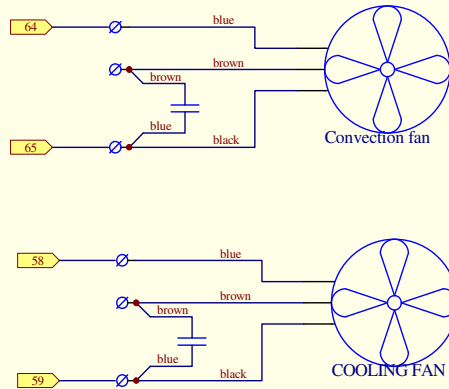 64
blue
brown
brown
blue
65
black
Convection fan
58
blue
brown
brown
blue
59
black
COOLING FAN